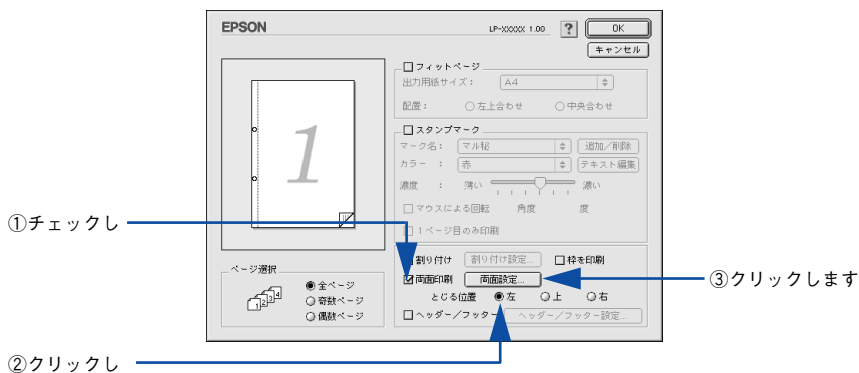 EPSON
LP-XXXXX 1.00
?
OK
キャンセル
1
フィットページ
出力用紙サイズ： A4
配置： 左上合わせ 中央合わせ
スタンプマーク
マーク名： マル秘 追加／削除
カラー ： 赤 テキスト編集
濃度 ： 薄い 濃い
マウスによる回転 角度 度
1ページ目のみ印刷
①チェックし
割り付け 割り付け設定... 枠を印刷
両面印刷 両面設定...
③クリックします
とじる位置 左 上 右
ヘッダー／フッター ヘッダー／フッター設定...
ページ選択
1 2 3 4
全ページ
奇数ページ
偶数ページ
②クリックし